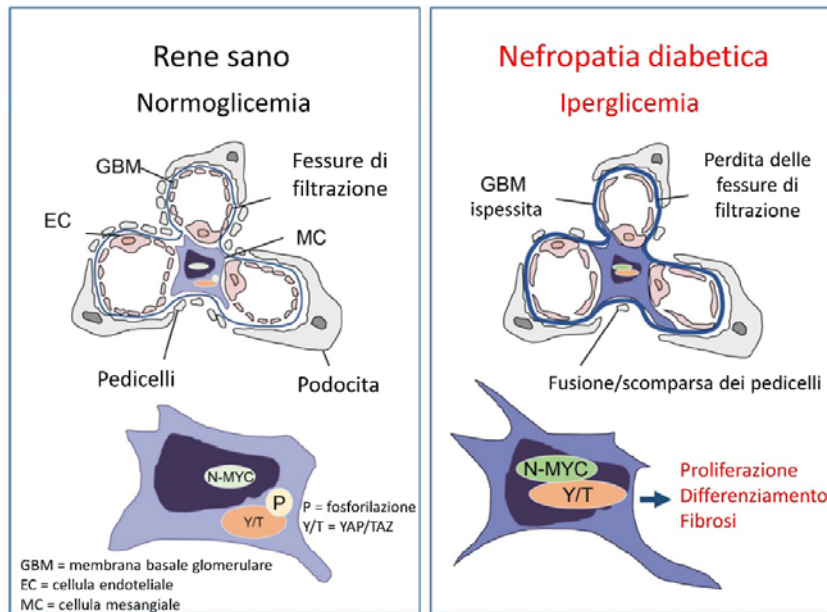 Rene sano
Normoglicemia
GBM
Fessure di
filtrazione
EC
MC
Pedicelli
Podocita
N-MYC
P
Y/T
P = fosforilazione
Y/T = YAP/TAZ
GBM = membrana basale glomerulare
EC = cellula endoteliale
MC = cellula mesangiale
Nefropatia diabetica
Iperglicemia
GBM
ispessita
Perdita delle
fessure di
filtrazione
Fusione/scomparsa dei pedicelli
N-MYC
Y/T
Proliferazione
Differenziamento
Fibrosi